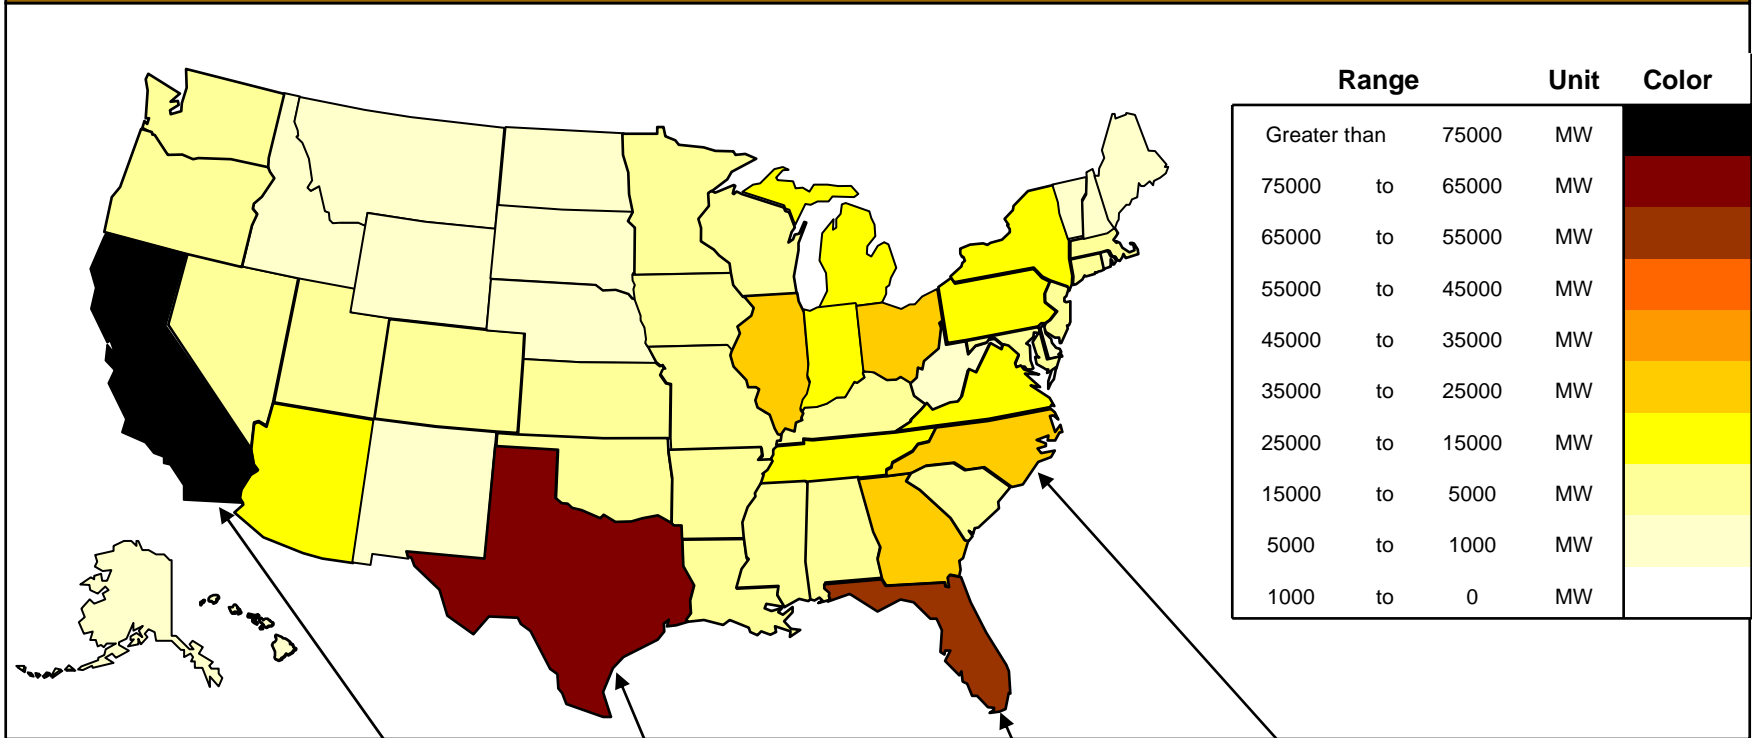 Range Unit Color
Greater than 75000 MW
75000 to 65000 MW
65000 to 55000 MW
55000 to 45000 MW
45000 to 35000 MW
35000 to 25000 MW
25000 to 15000 MW
15000 to 5000 MW
5000 to 1000 MW
1000 to 0 MW